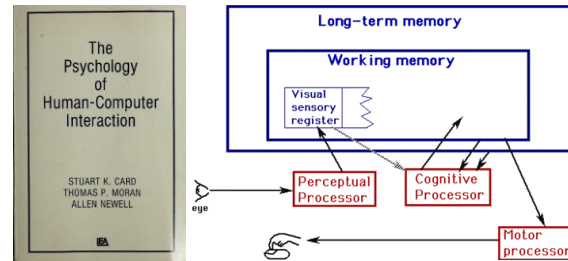 The
Psychology
of
Human-Computer
Interaction
STUART K. CARD
THOMAS P. MORAN
ALLEN NEWELL
LEA
Long-term memory
Working memory
Visual
sensory
register
eye
Perceptual
Processor
Cognitive
Processor
Motor
processor